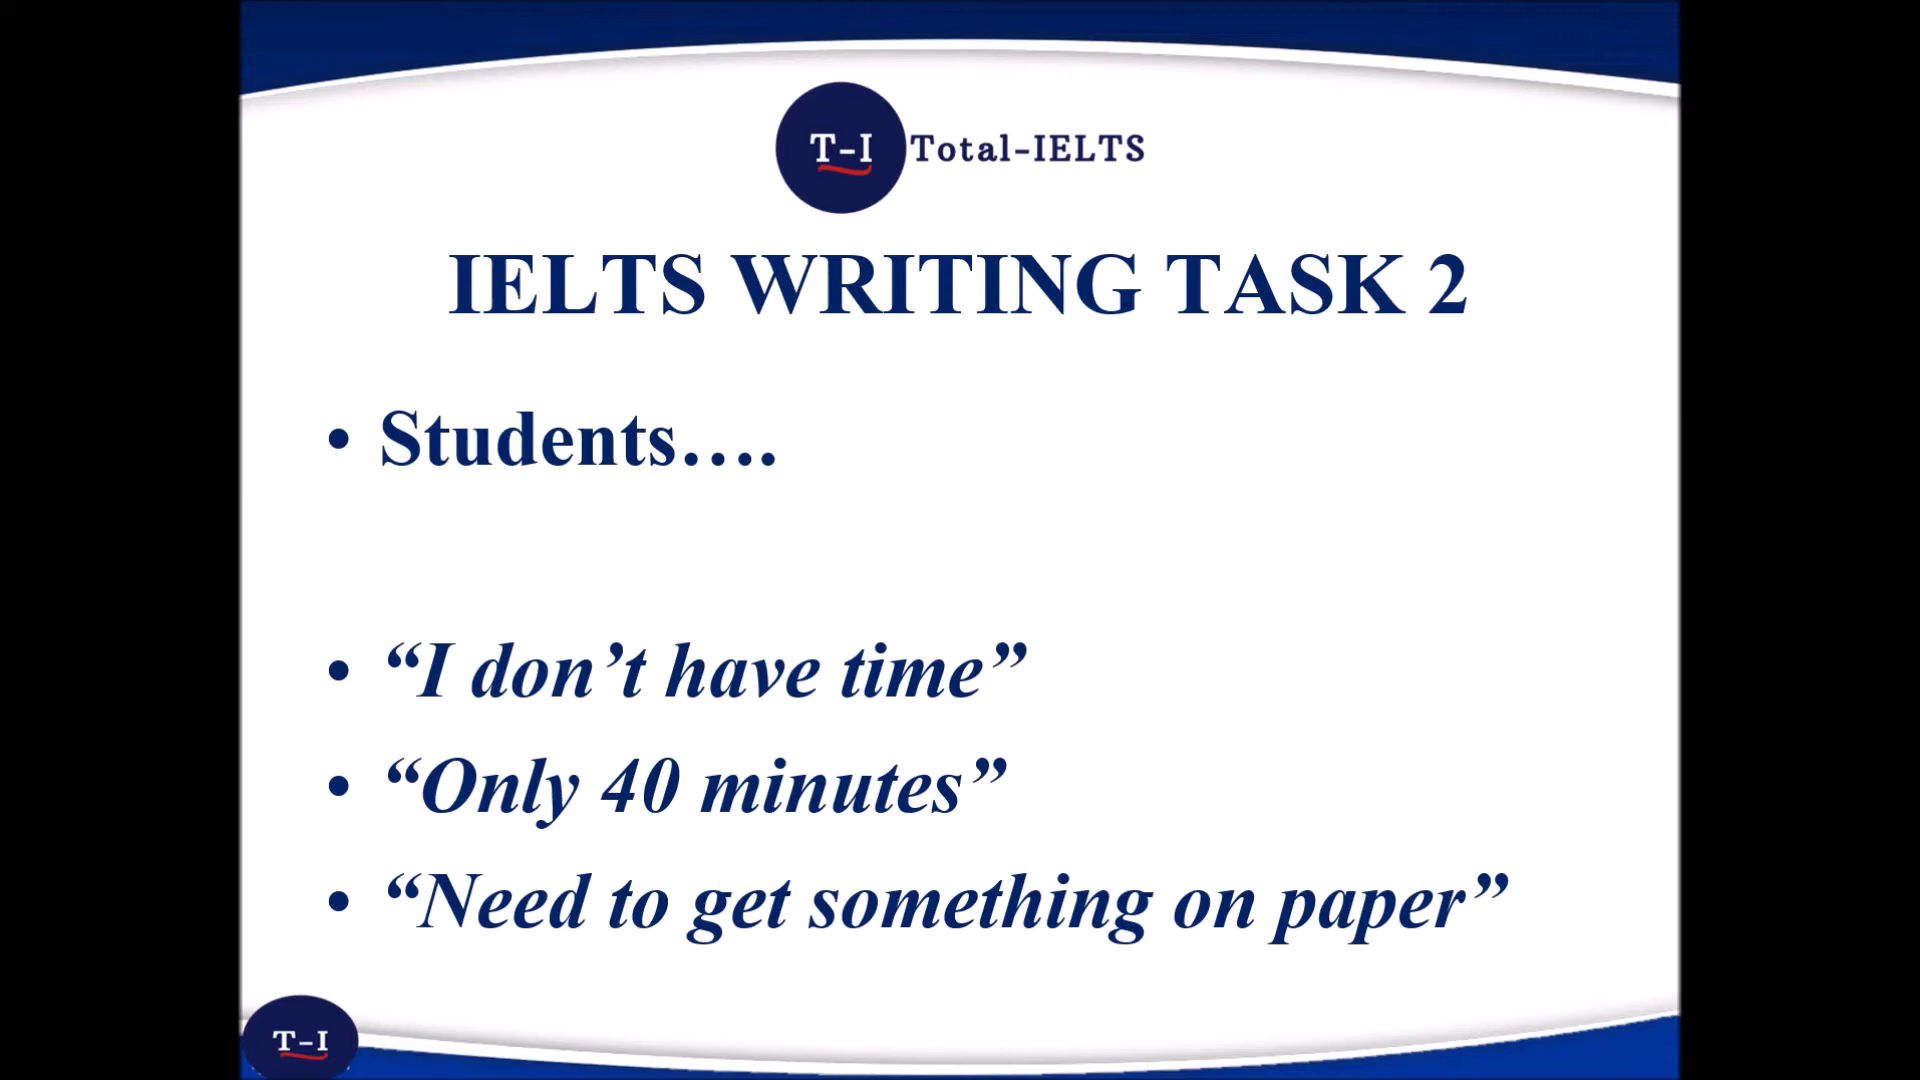 T-I Total-IELTS
IELTS WRITING TASK 2
• Students….
• “I don’t have time”
• “Only 40 minutes”
• “Need to get something on paper”
T-I